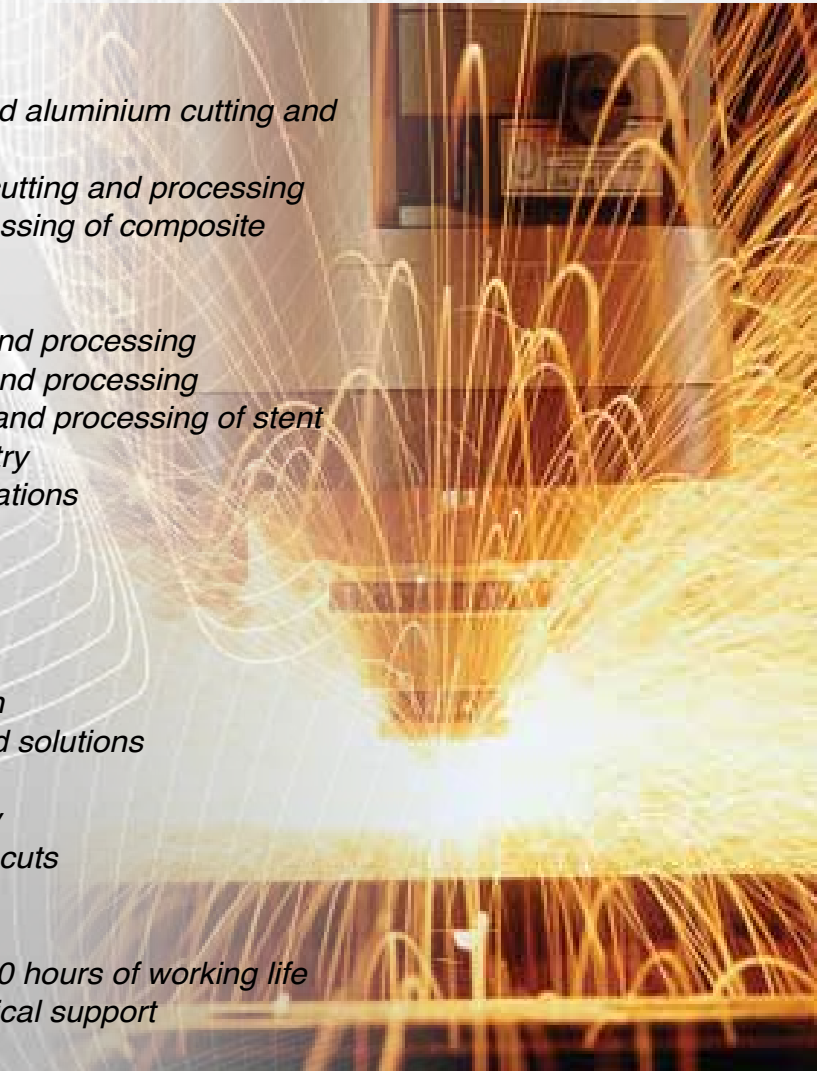 d aluminium cutting and
cutting and processing
ssing of composite
nd processing
nd processing
and processing of stent
try
ations
n
d solutions
y
cuts
0 hours of working life
ical support